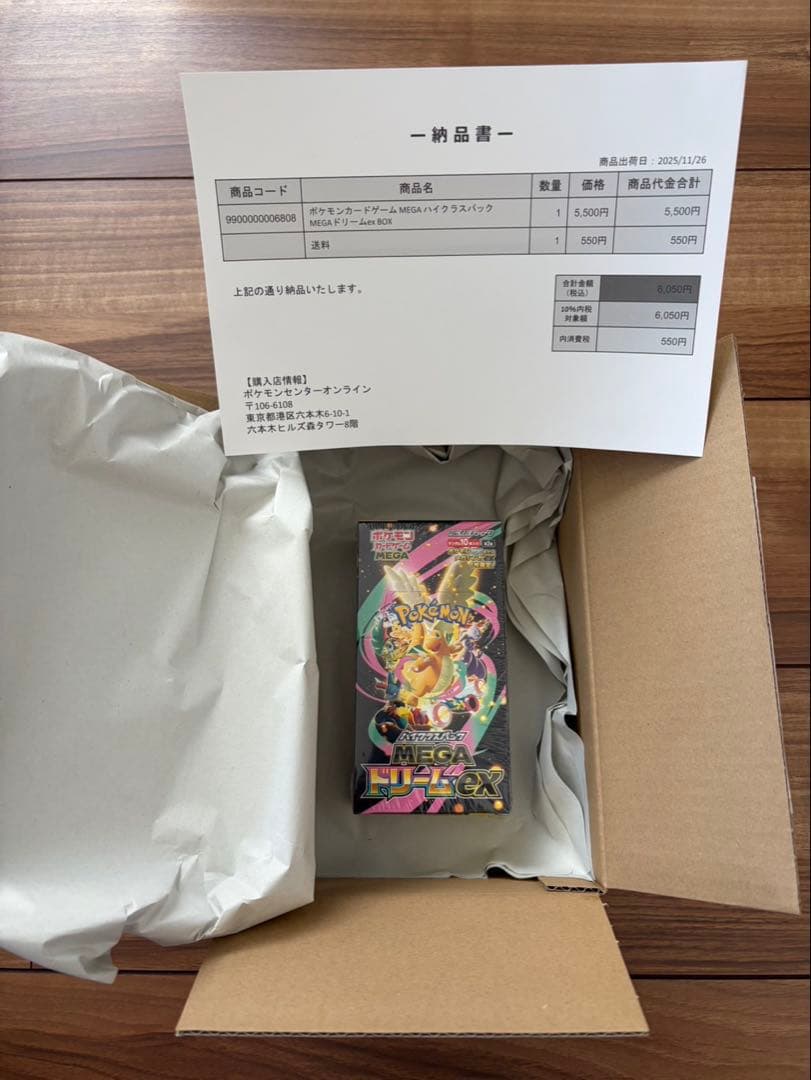 ー納品書ー
商品出荷日：2025/11/26
商品コード 商品名 数量 価格 商品代金合計
9900000006808 ポケモンカードゲーム MEGA ハイクラスパック 1 5,500円 5,500円
MEGAドリームex BOX
送料 1 550円 550円
上記の通り納品いたします。
合計金額
（税込） 6,050円
10%内税
対象額 6,050円
内消費税 550円
【購入店情報】
ポケモンセンターオンライン
〒106-6108
東京都港区六本木6-10-1
六本木ヒルズ森タワー8階
ポケモン
カードゲーム
MEGA
POKéMON
ハイクラスパック
MEGA
ドリームex